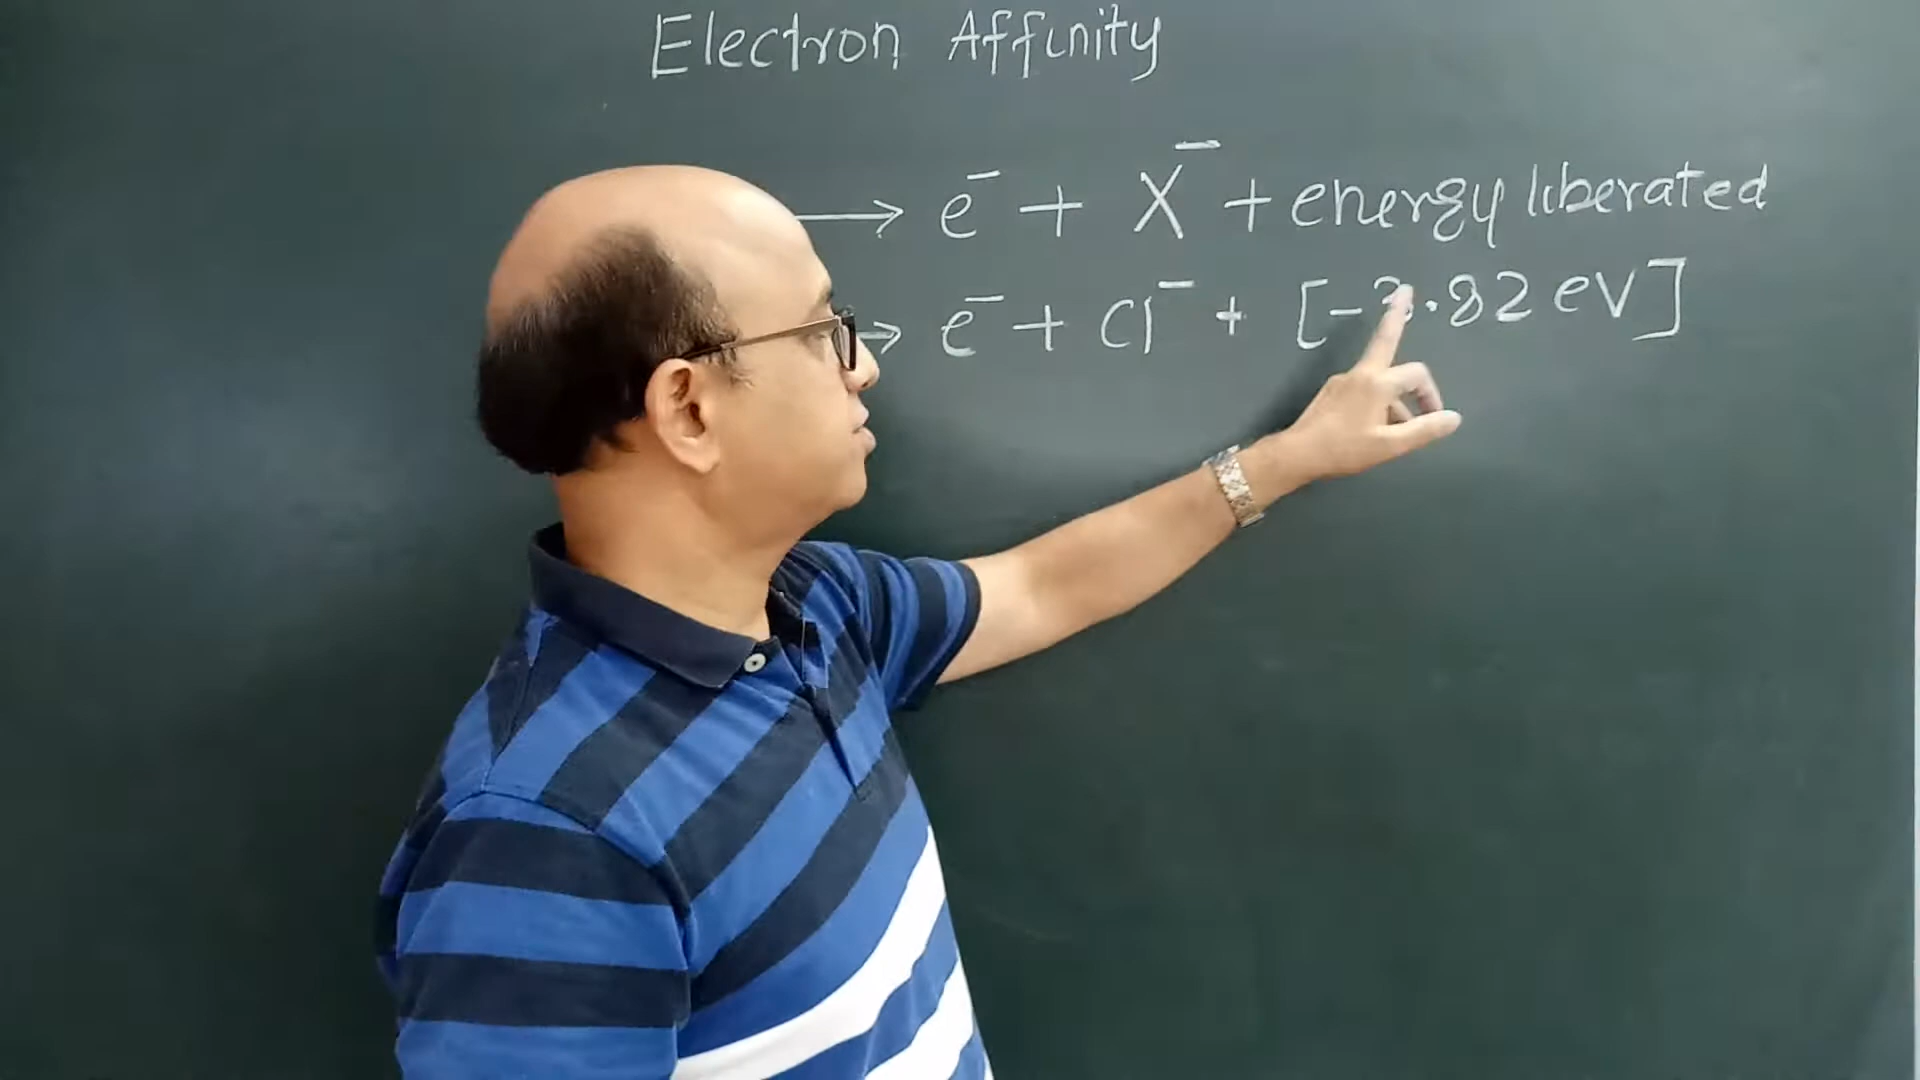 Electron Affinity
→ e⁻ + X⁻ + energy liberated
→ e⁻ + Cl⁻ + [-3.82 eV]